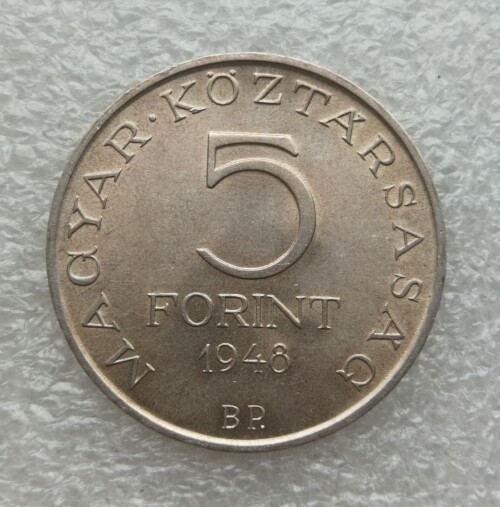 MAGYAR·KÖZTÁRSASÁG
5
FORINT
1948
BP.